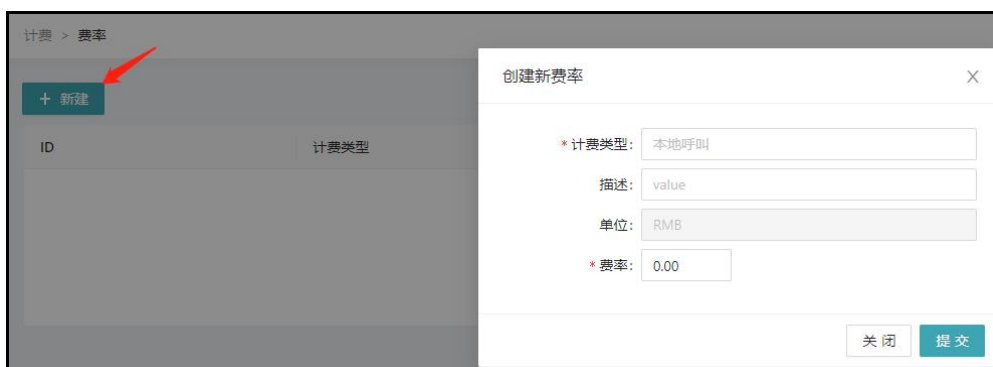 计费 > 费率
+ 新建
ID 计费类型
创建新费率 X
* 计费类型: 本地呼叫
描述: value
单位: RMB
* 费率: 0.00
关 闭 提 交